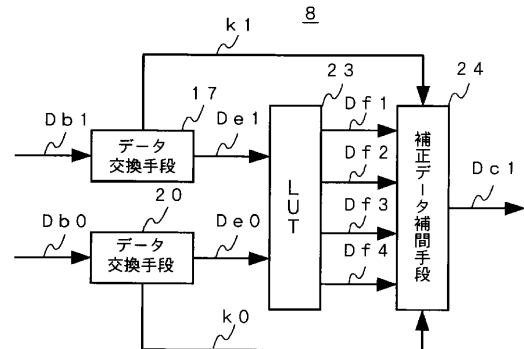 8
k1
17
23
24
Db1
データ
交換手段
De1
Df1
Df2
Df3
Df4
LUT
補正データ補間手段
Dc1
20
Db0
データ
交換手段
De0
k0